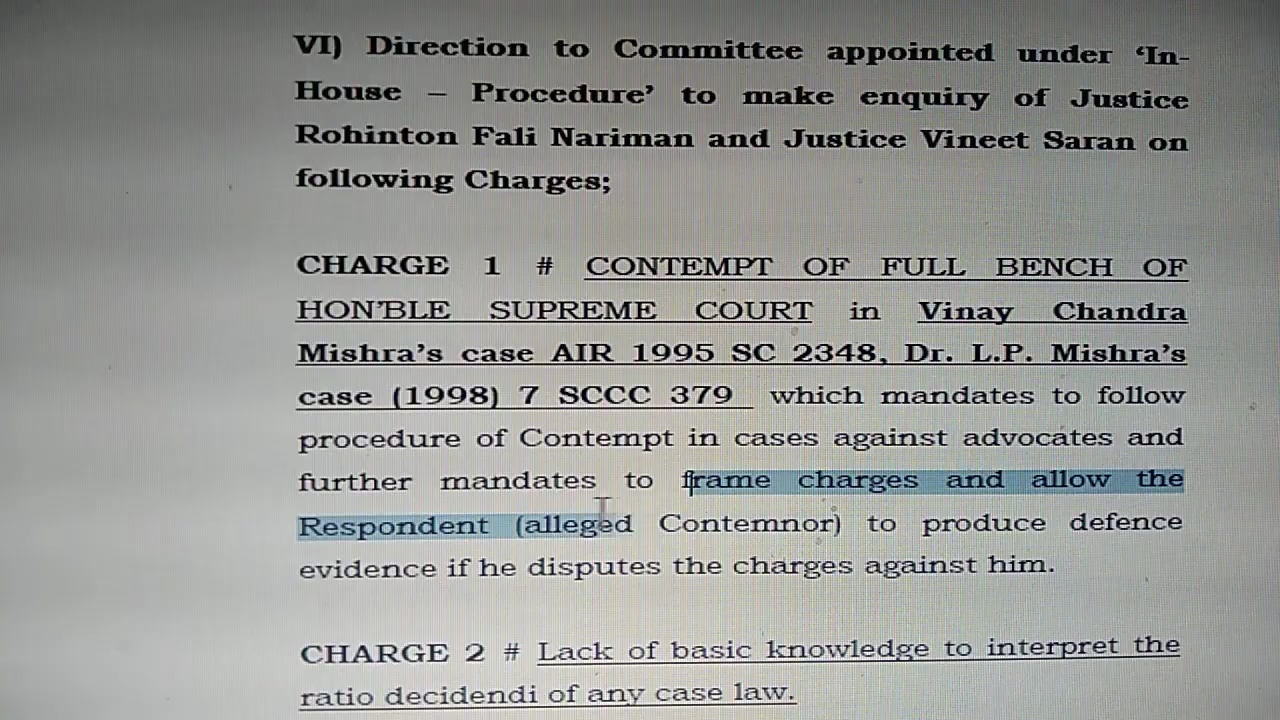 VI) Direction to Committee appointed under ‘In-
House – Procedure’ to make enquiry of Justice
Rohinton Fali Nariman and Justice Vineet Saran on
following Charges;
CHARGE 1 # CONTEMPT OF FULL BENCH OF
HON’BLE SUPREME COURT in Vinay Chandra
Mishra’s case AIR 1995 SC 2348, Dr. L.P. Mishra’s
case (1998) 7 SCCC 379 which mandates to follow
procedure of Contempt in cases against advocates and
further mandates to frame charges and allow the
Respondent (alleged Contemnor) to produce defence
evidence if he disputes the charges against him.
CHARGE 2 # Lack of basic knowledge to interpret the
ratio decidendi of any case law.